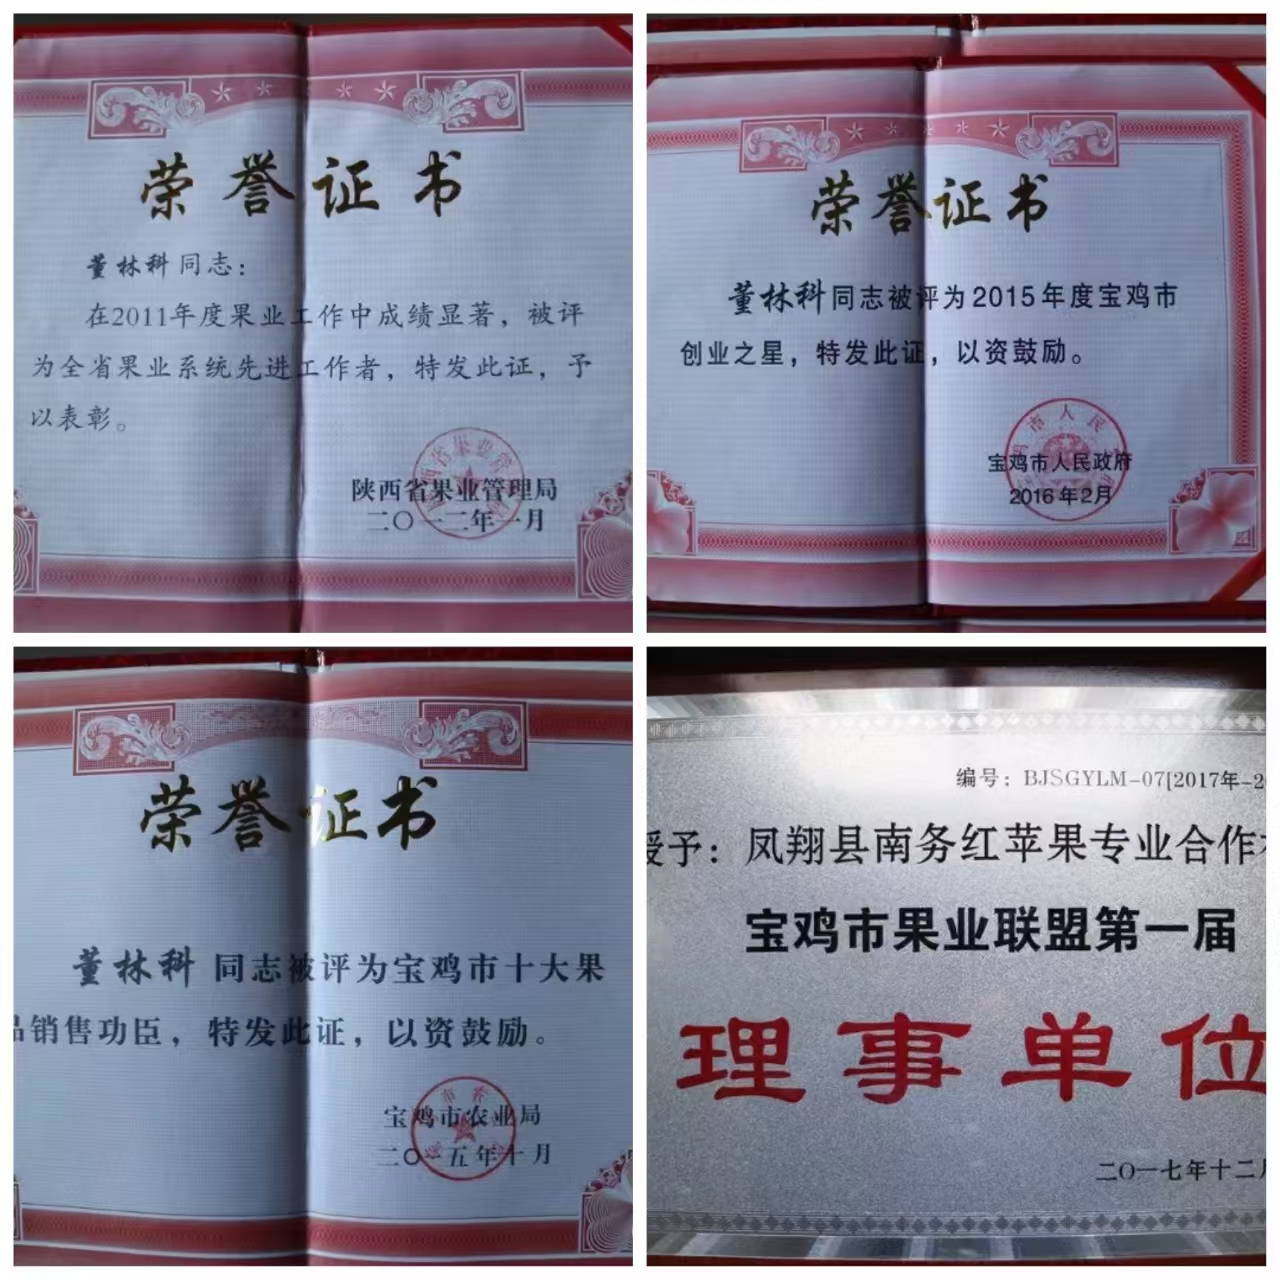 荣誉证书
董林科同志：
在2011年度果业工作中成绩显著，被评
为全省果业系统先进工作者，特发此证，予
以表彰。
陕西省果业管理局
二〇一二年一月
荣誉证书
董林科同志被评为2015年度宝鸡市
创业之星，特发此证，以资鼓励。
宝鸡市人民政府
2016年2月
荣誉证书
董林科 同志被评为宝鸡市十大果
品销售功臣，特发此证，以资鼓励。
宝鸡市农业局
二〇一五年十月
编号：BJSGYLM-07[2017年-2
授予：凤翔县南务红苹果专业合作
宝鸡市果业联盟第一届
理事单位
二〇一七年十二月